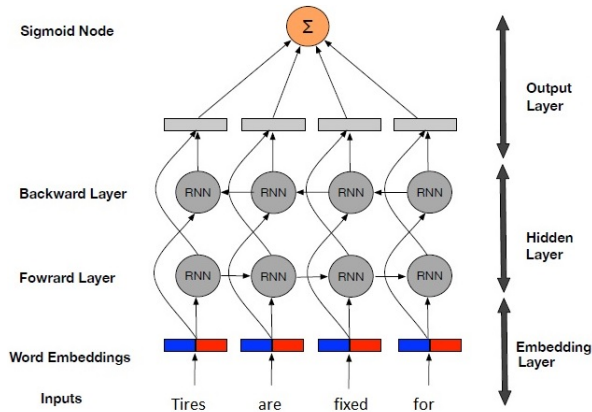 Sigmoid Node
Σ
Output
Layer
Backward Layer
RNN RNN RNN RNN
Hidden
Layer
Fowrard Layer
RNN RNN RNN RNN
Word Embeddings
Embedding
Layer
Inputs
Tires are fixed for